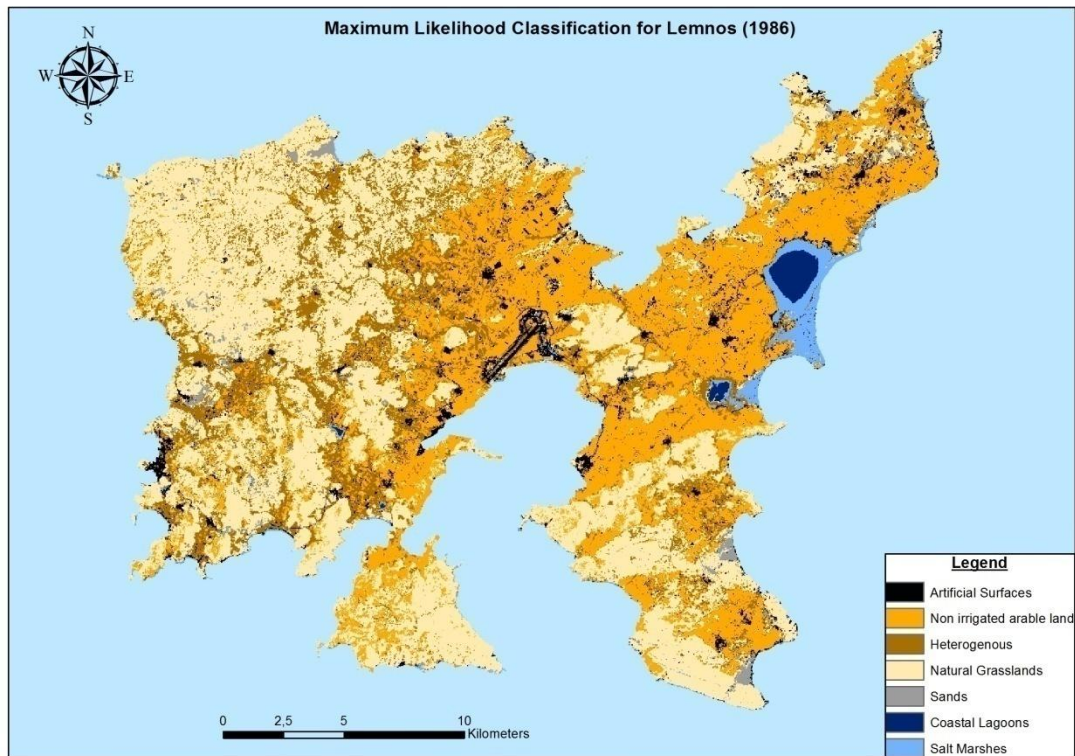 Maximum Likelihood Classification for Lemnos (1986)
N
W E
S
Legend
Artificial Surfaces
Non irrigated arable land
Heterogenous
Natural Grasslands
Sands
Coastal Lagoons
Salt Marshes
0 2,5 5 10
Kilometers